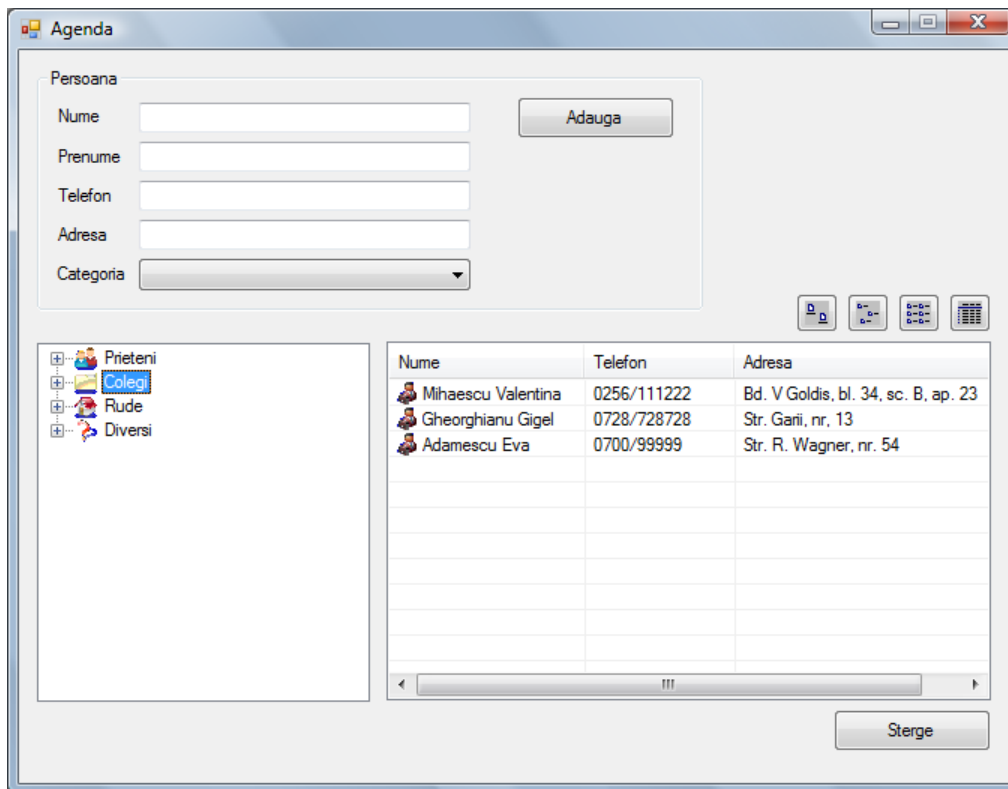 Agenda
Persoana
Nume
Adauga
Prenume
Telefon
Adresa
Categoria
Prieteni
Colegi
Rude
Diversi
Nume Telefon Adresa
Mihaescu Valentina 0256/111222 Bd. V Goldis, bl. 34, sc. B, ap. 23
Gheorghianu Gigel 0728/728728 Str. Garii, nr, 13
Adamescu Eva 0700/99999 Str. R. Wagner, nr. 54
Sterge